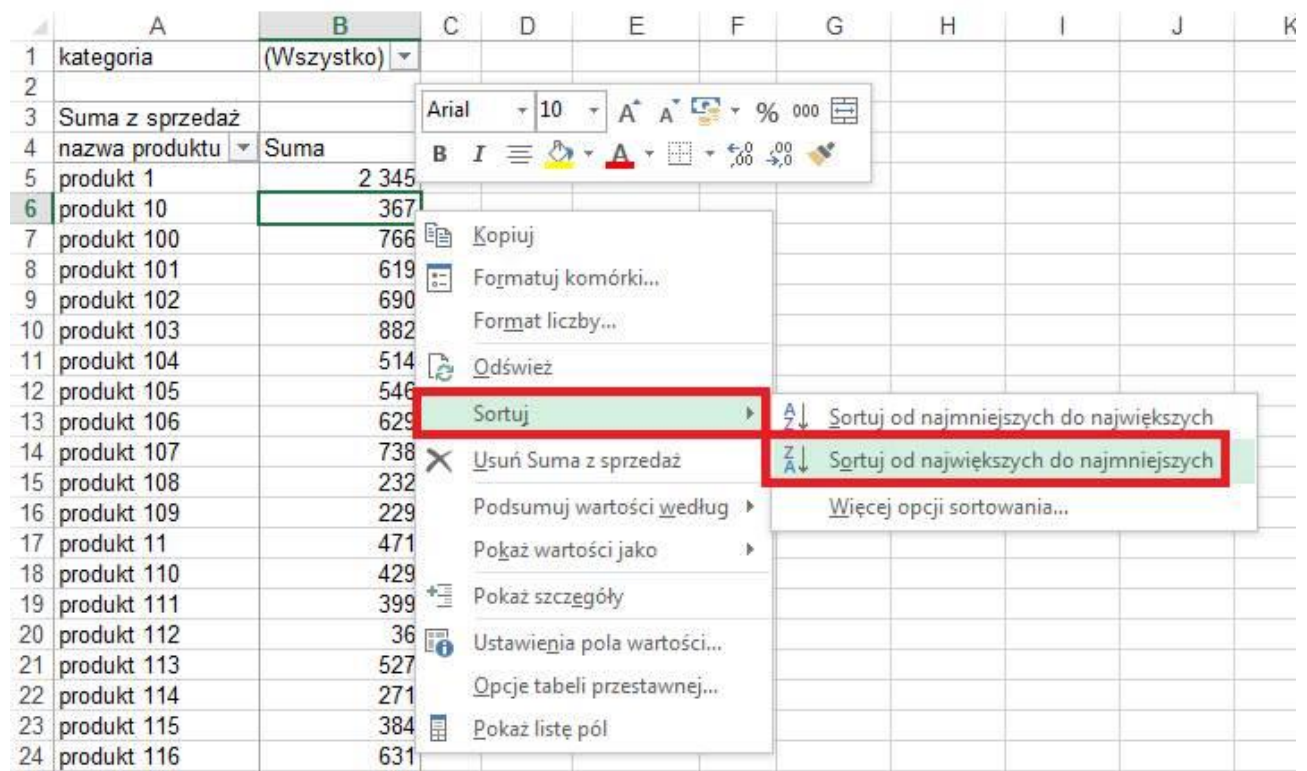 A B C D E F G H I J K
1 kategoria (Wszystko)
2
3 Suma z sprzedaż
4 nazwa produktu Suma
5 produkt 1 2 345
6 produkt 10 367
7 produkt 100 766
8 produkt 101 619
9 produkt 102 690
10 produkt 103 882
11 produkt 104 514
12 produkt 105 546
13 produkt 106 629
14 produkt 107 738
15 produkt 108 232
16 produkt 109 229
17 produkt 11 471
18 produkt 110 429
19 produkt 111 399
20 produkt 112 36
21 produkt 113 527
22 produkt 114 271
23 produkt 115 384
24 produkt 116 631
Arial 10 A A % 000
B I A ,00 ,00 ,0
Kopiuj
Formatuj komórki...
Format liczby...
Odśwież
Sortuj
Usuń Suma z sprzedaż
Podsumuj wartości według
Pokaż wartości jako
Pokaż szczegóły
Ustawienia pola wartości...
Opcje tabeli przestawnej...
Pokaż listę pól
Sortuj od najmniejszych do największych
Sortuj od największych do najmniejszych
Więcej opcji sortowania...